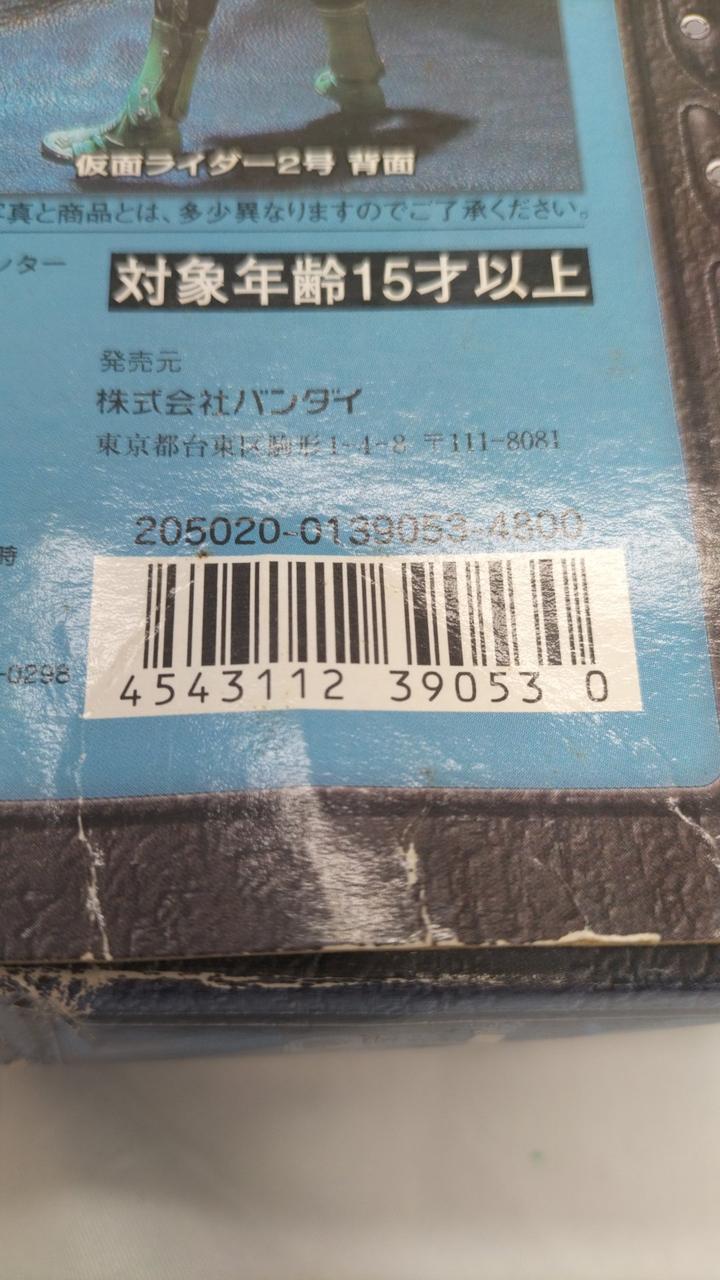 仮面ライダー2号 背面
写真と商品とは、多少異なりますのでご了承ください。
ンター
対象年齢15才以上
発売元
株式会社バンダイ
東京都台東区駒形1-4-8 〒111-8081
205020-0139053-4800
時
-0298
4543112 39053 0